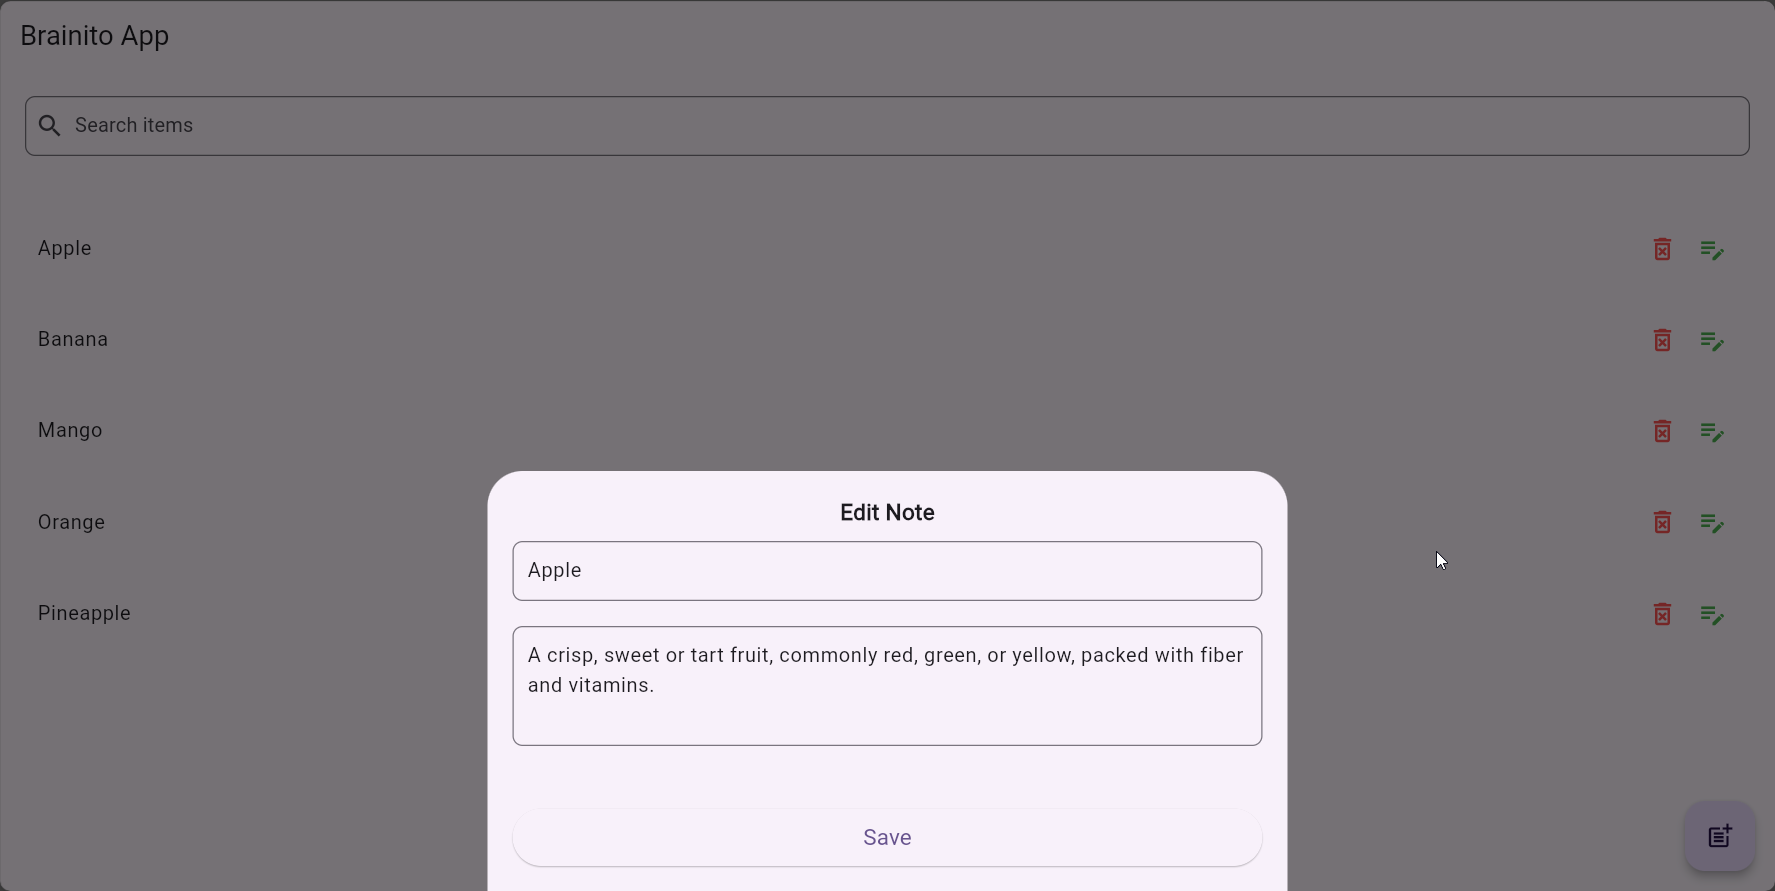 Brainito App
Search items
Apple
Banana
Mango
Orange
Pineapple
Edit Note
Apple
A crisp, sweet or tart fruit, commonly red, green, or yellow, packed with fiber
and vitamins.
Save